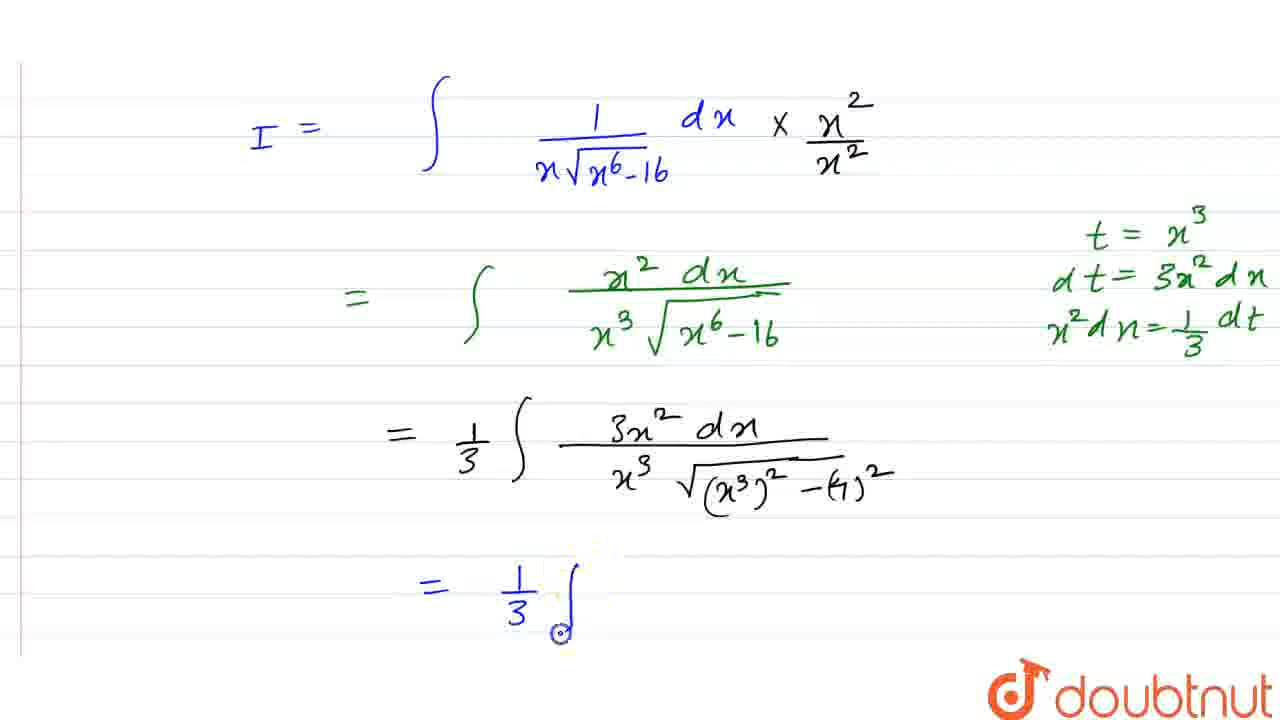 I = ∫ 1/(x√(x⁶-16)) dx × x²/x²
= ∫ x² dx/(x³√(x⁶-16))
t = x³
dt = 3x² dx
x² dx = 1/3 dt
= 1/3 ∫ 3x² dx/(x³√((x³)² - (4)²))
= 1/3 ∫
doubtnut